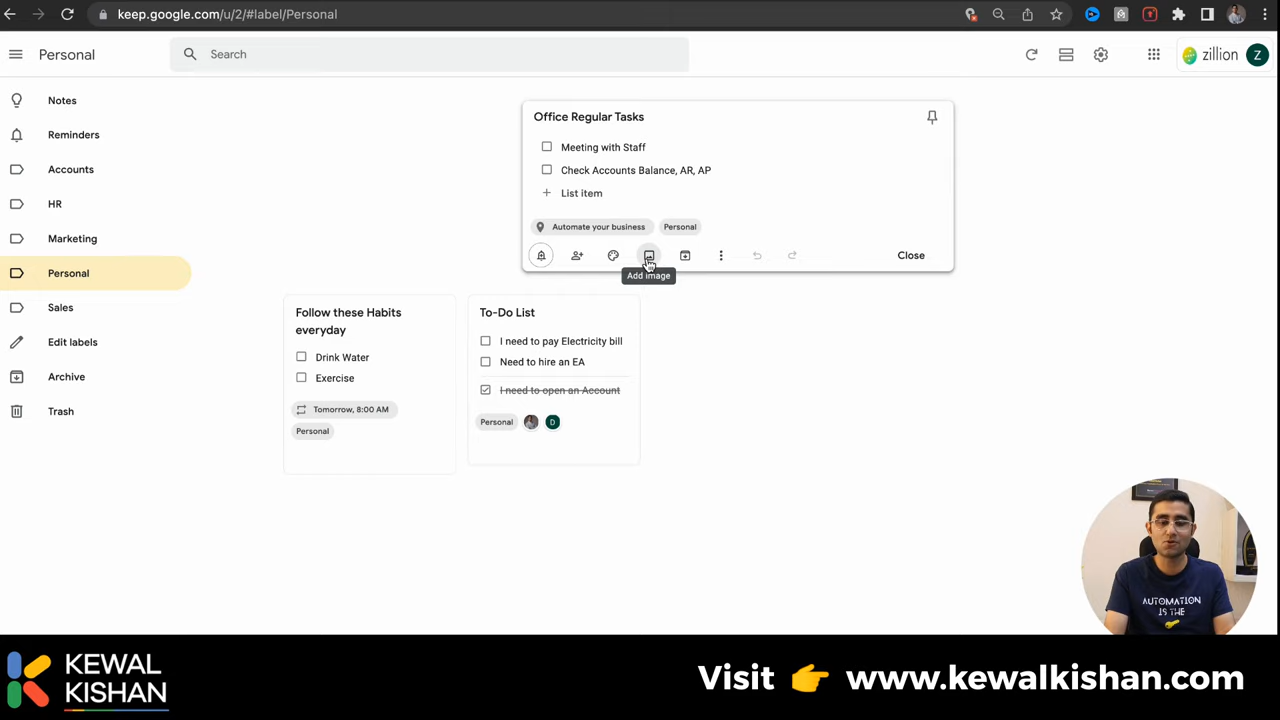 keep.google.com/u/2/#label/Personal
Personal
Search
zillion
Z
Notes
Reminders
Accounts
HR
Marketing
Personal
Sales
Edit labels
Archive
Trash
Office Regular Tasks
Meeting with Staff
Check Accounts Balance, AR, AP
List item
Automate your business
Personal
Close
Add image
Follow these Habits
everyday
Drink Water
Exercise
Tomorrow, 8:00 AM
Personal
To-Do List
I need to pay Electricity bill
Need to hire an EA
I need to open an Account
Personal
D
AUTOMATION
IS THE
KEWAL
KISHAN
Visit 👉 www.kewalkishan.com